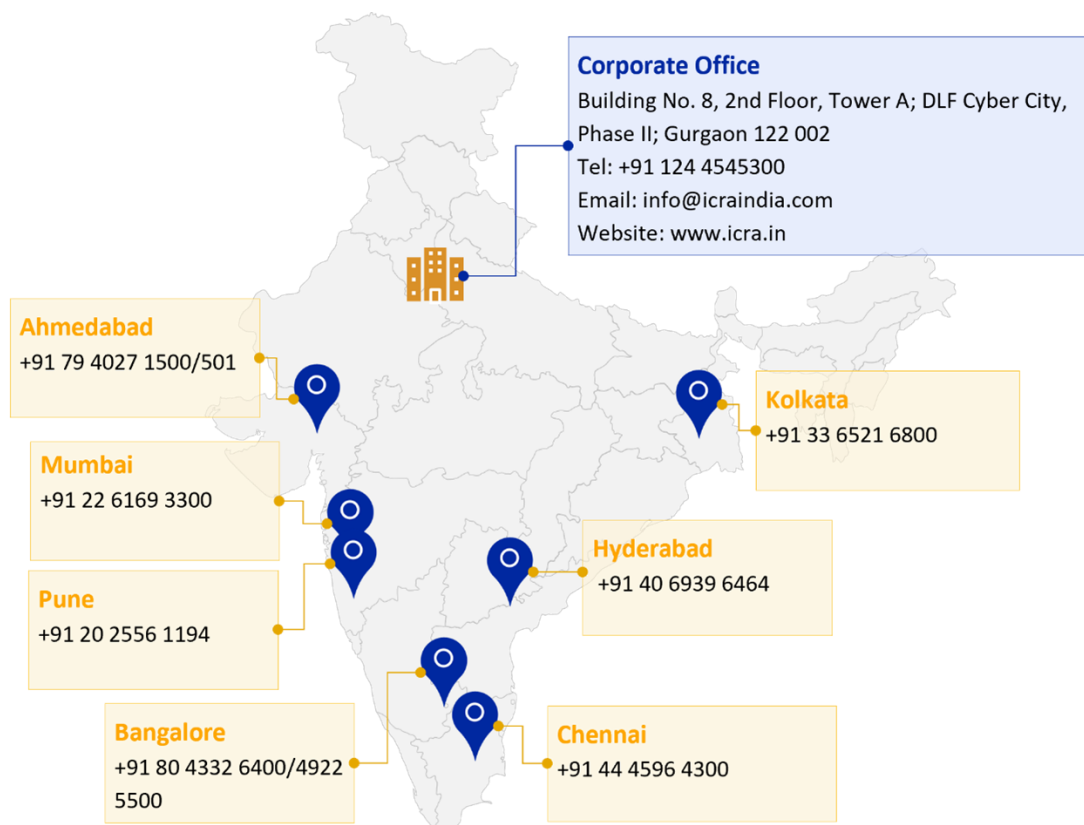 Corporate Office
Building No. 8, 2nd Floor, Tower A; DLF Cyber City,
Phase II; Gurgaon 122 002
Tel: +91 124 4545300
Email: info@icraindia.com
Website: www.icra.in
Ahmedabad
+91 79 4027 1500/501
Kolkata
+91 33 6521 6800
Mumbai
+91 22 6169 3300
Hyderabad
+91 40 6939 6464
Pune
+91 20 2556 1194
Bangalore
+91 80 4332 6400/4922
5500
Chennai
+91 44 4596 4300